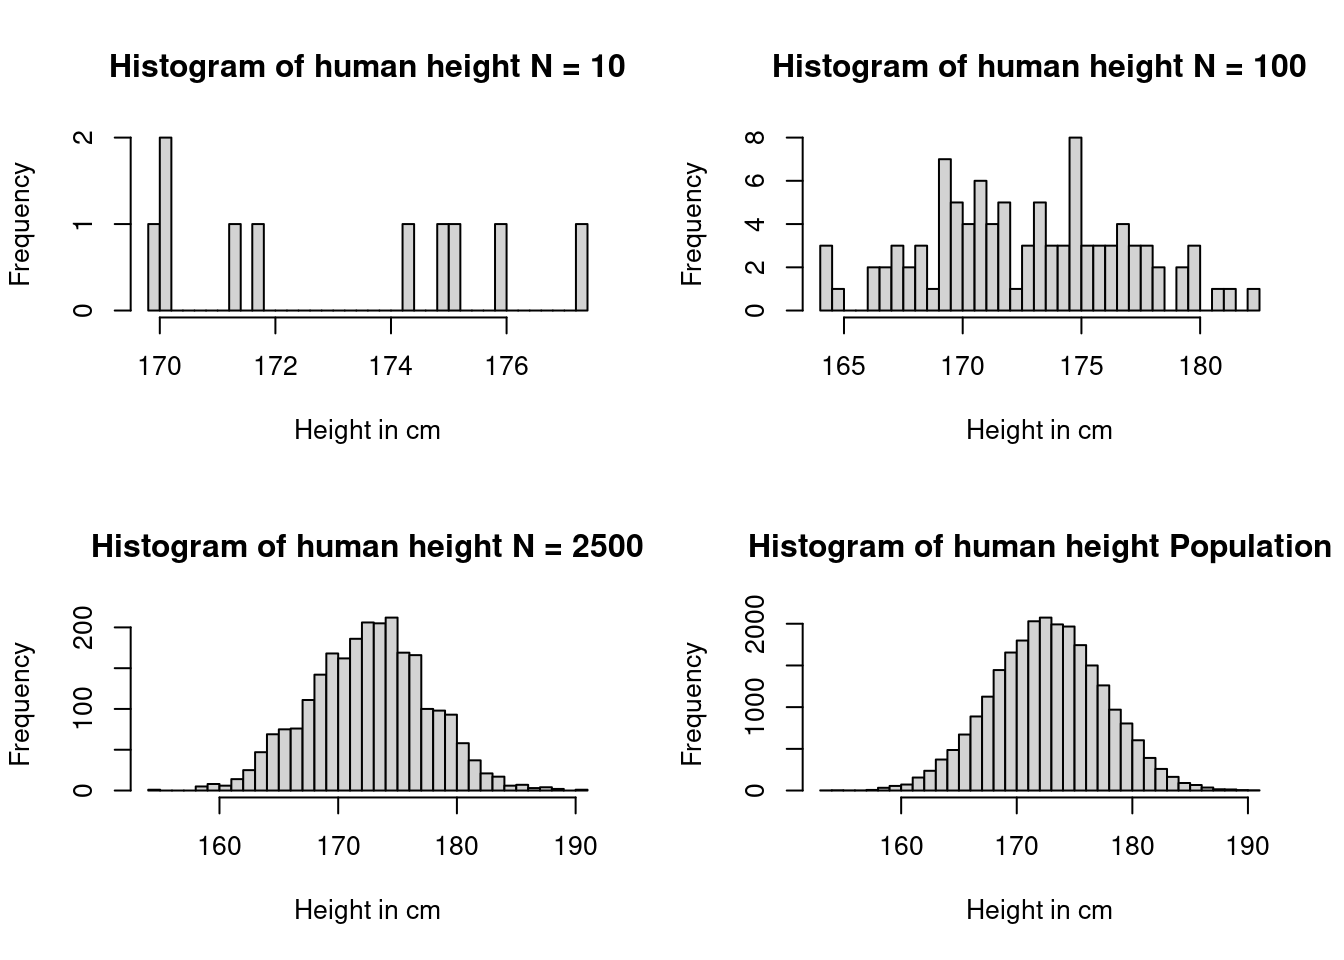 Histogram of human height N = 10
Frequency
0 1 2
170 172 174 176
Height in cm
Histogram of human height N = 100
Frequency
0 2 4 6 8
165 170 175 180
Height in cm
Histogram of human height N = 2500
Frequency
0 100 200
160 170 180 190
Height in cm
Histogram of human height Population
Frequency
0 1000 2000
160 170 180 190
Height in cm